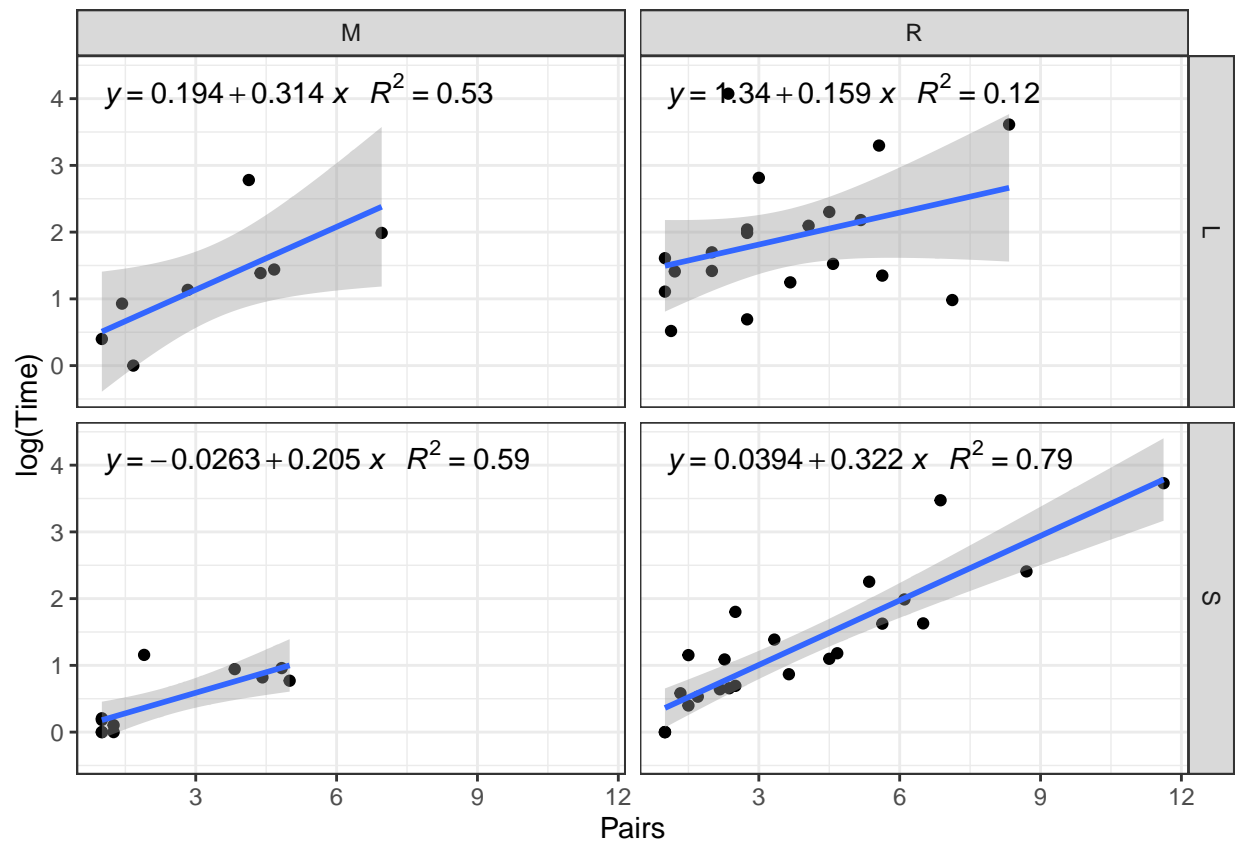 M R
y = 0.194 + 0.314 x R² = 0.53
y = 1.34 + 0.159 x R² = 0.12
4
3
2
1
0
L
y = −0.0263 + 0.205 x R² = 0.59
y = 0.0394 + 0.322 x R² = 0.79
4
3
2
1
0
S
log(Time)
3 6 9 12 3 6 9 12
Pairs